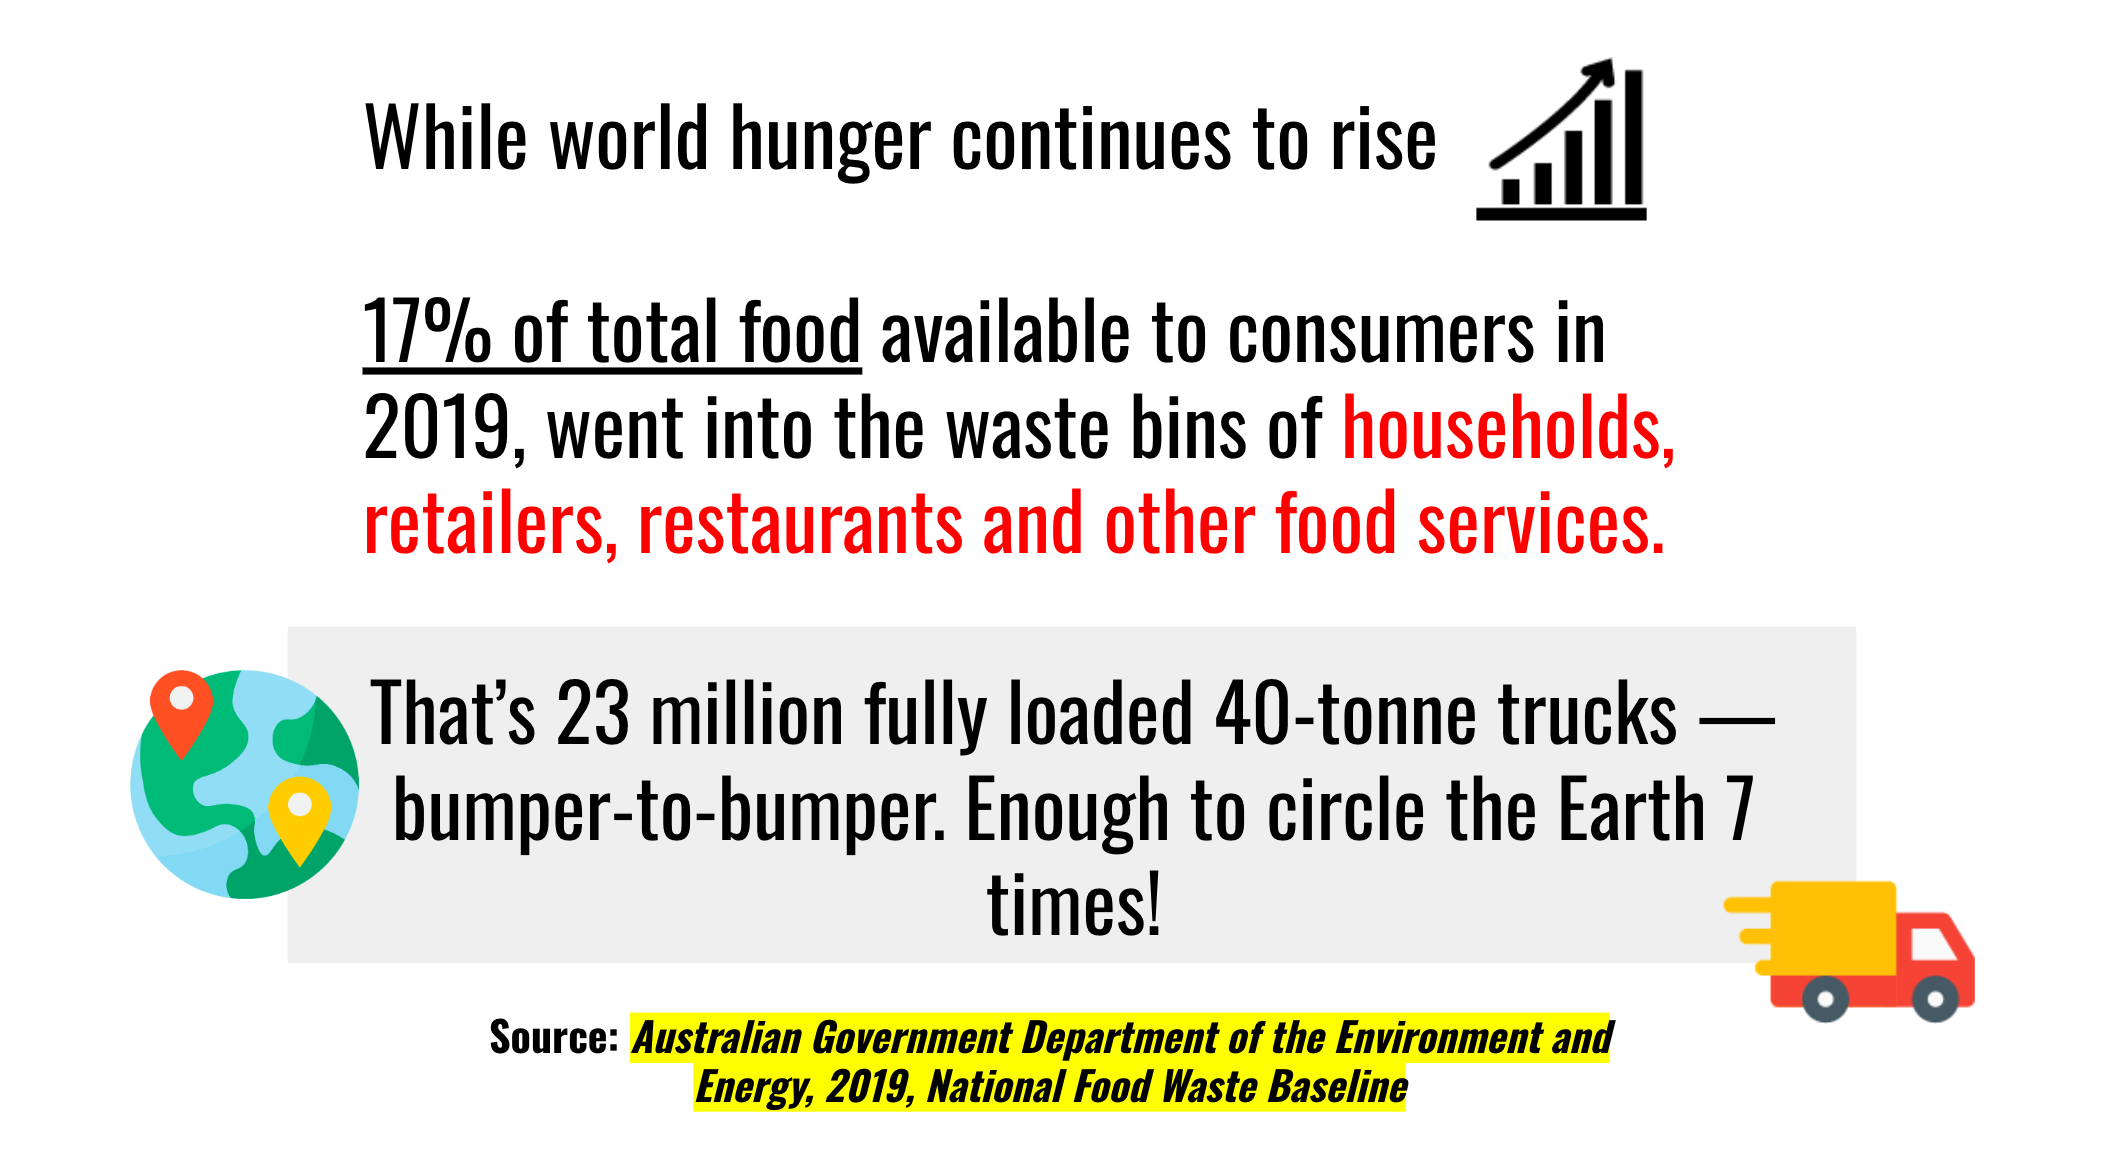 While world hunger continues to rise
17% of total food available to consumers in
2019, went into the waste bins of households,
retailers, restaurants and other food services.
That’s 23 million fully loaded 40-tonne trucks —
bumper-to-bumper. Enough to circle the Earth 7
times!
Source: Australian Government Department of the Environment and
Energy, 2019, National Food Waste Baseline